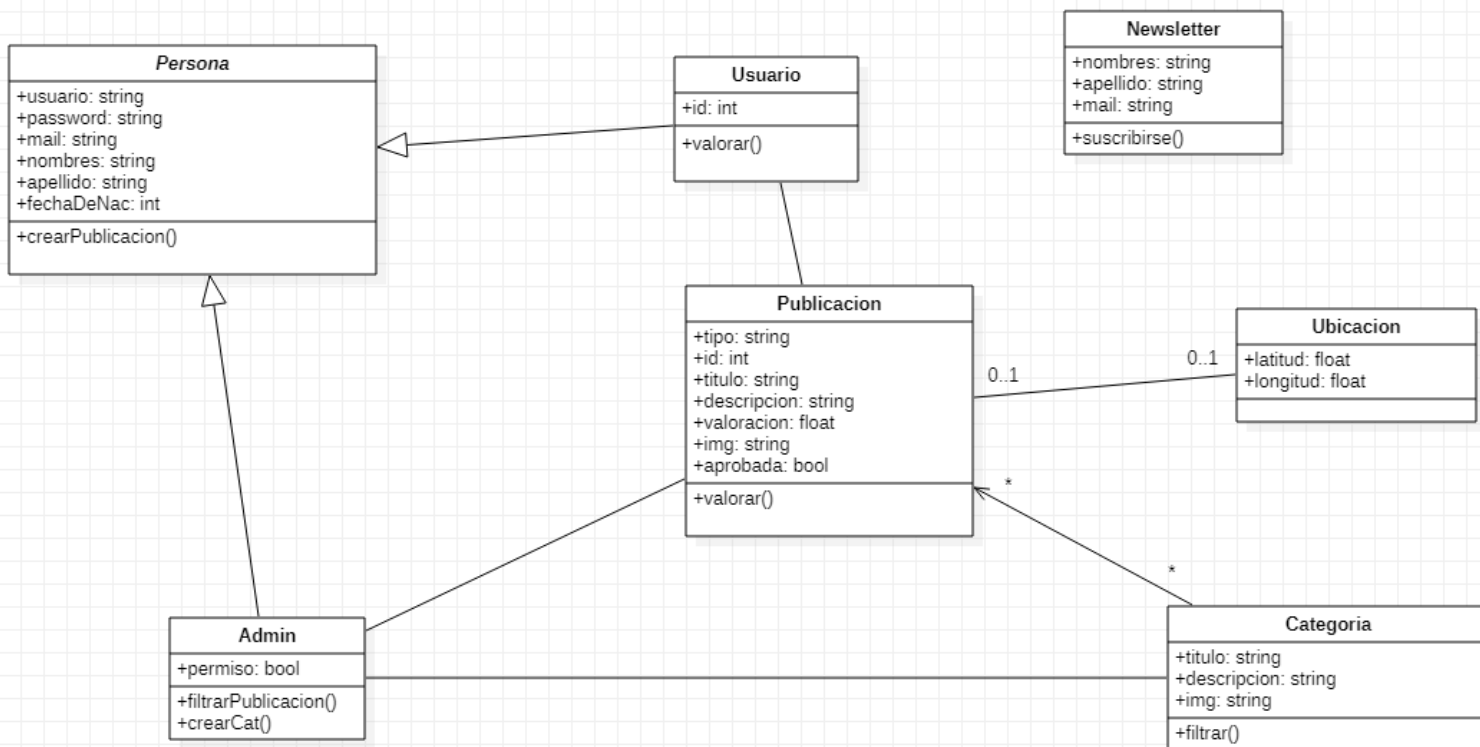 Persona
+usuario: string
+password: string
+mail: string
+nombres: string
+apellido: string
+fechaDeNac: int
+crearPublicacion()
Usuario
+id: int
+valorar()
Newsletter
+nombres: string
+apellido: string
+mail: string
+suscribirse()
Publicacion
+tipo: string
+id: int
+titulo: string
+descripcion: string
+valoracion: float
+img: string
+aprobada: bool
+valorar()
0..1
0..1
Ubicacion
+latitud: float
+longitud: float
*
*
Admin
+permiso: bool
+filtrarPublicacion()
+crearCat()
Categoria
+titulo: string
+descripcion: string
+img: string
+filtrar()